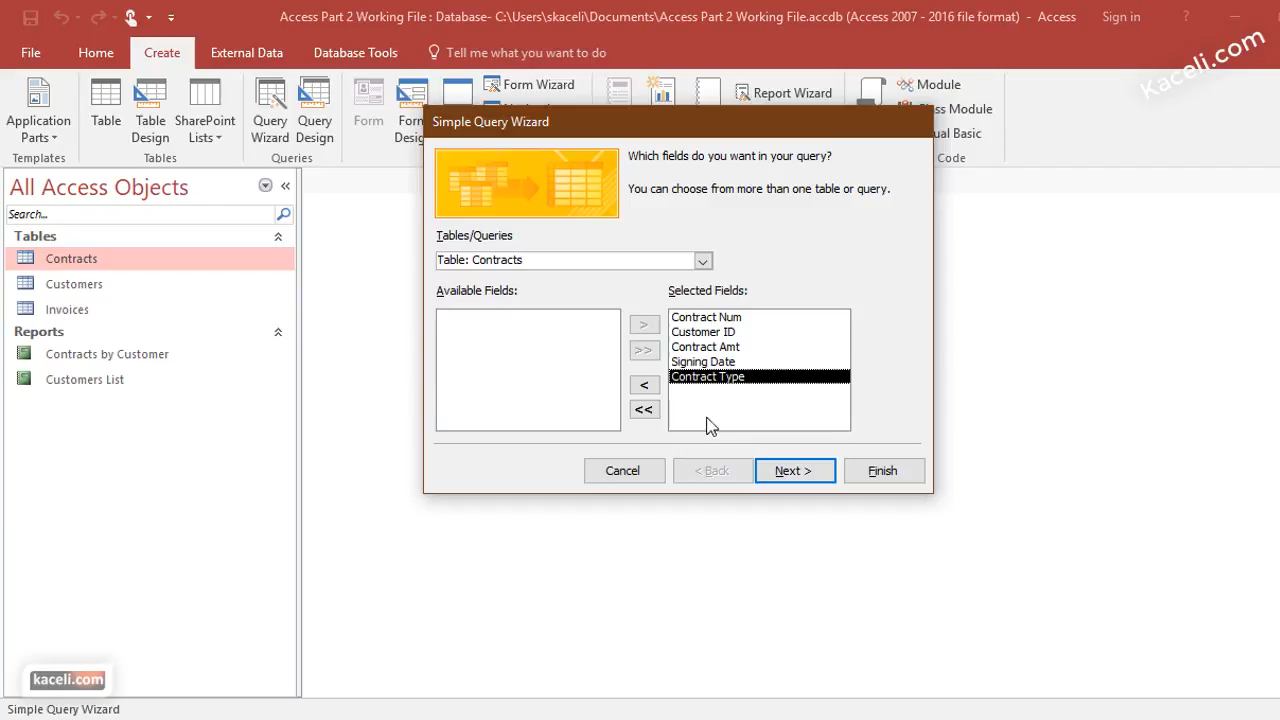 Access Part 2 Working File : Database- C:\Users\skaceli\Documents\Access Part 2 Working File.accdb (Access 2007 - 2016 file format) - Access
Sign in
?
File
Home
Create
External Data
Database Tools
Tell me what you want to do
Kaceli.com
Application
Parts
Table
Table
Design
SharePoint
Lists
Query
Wizard
Query
Design
Form
Form
Desig
Form Wizard
Report Wizard
Module
Class Module
Visual Basic
Templates
Tables
Queries
Code
All Access Objects
Search...
Tables
Contracts
Customers
Invoices
Reports
Contracts by Customer
Customers List
Simple Query Wizard
Which fields do you want in your query?
You can choose from more than one table or query.
Tables/Queries
Table: Contracts
Available Fields:
Selected Fields:
Contract Num
Customer ID
Contract Amt
Signing Date
Contract Type
>
>>
<
<<
Cancel
< Back
Next >
Finish
kaceli.com
Simple Query Wizard